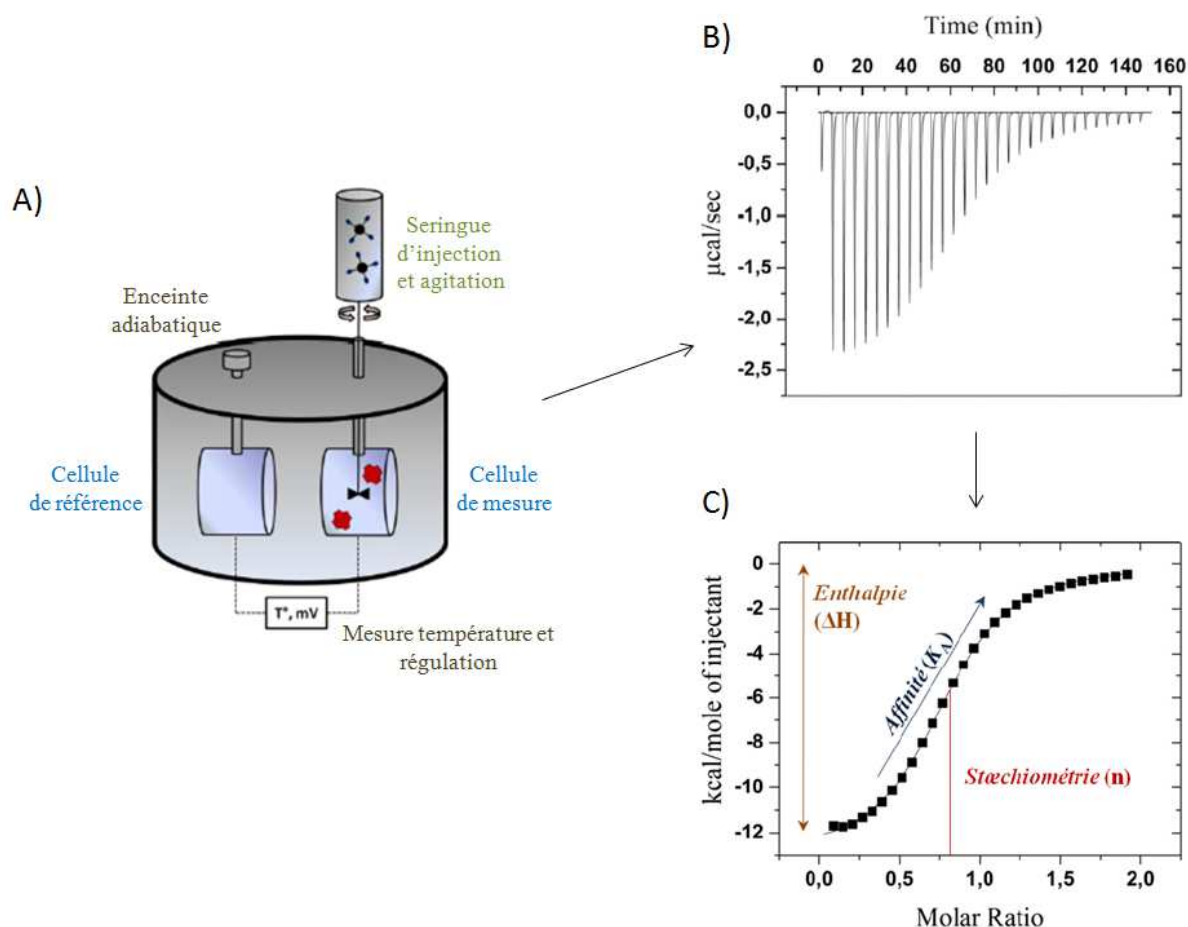 A)
Seringue
d'injection
et agitation
Enceinte
adiabatique
Cellule
de référence
Cellule
de mesure
T°, mV
Mesure température et
régulation
B)
Time (min)
0 20 40 60 80 100 120 140 160
0,0
-0,5
-1,0
-1,5
-2,0
-2,5
µcal/sec
C)
0
-2
-4
-6
-8
-10
-12
kcal/mole of injectant
Enthalpie
(ΔH)
Affinité (K_A)
Stœchiométrie (n)
0,0 0,5 1,0 1,5 2,0
Molar Ratio